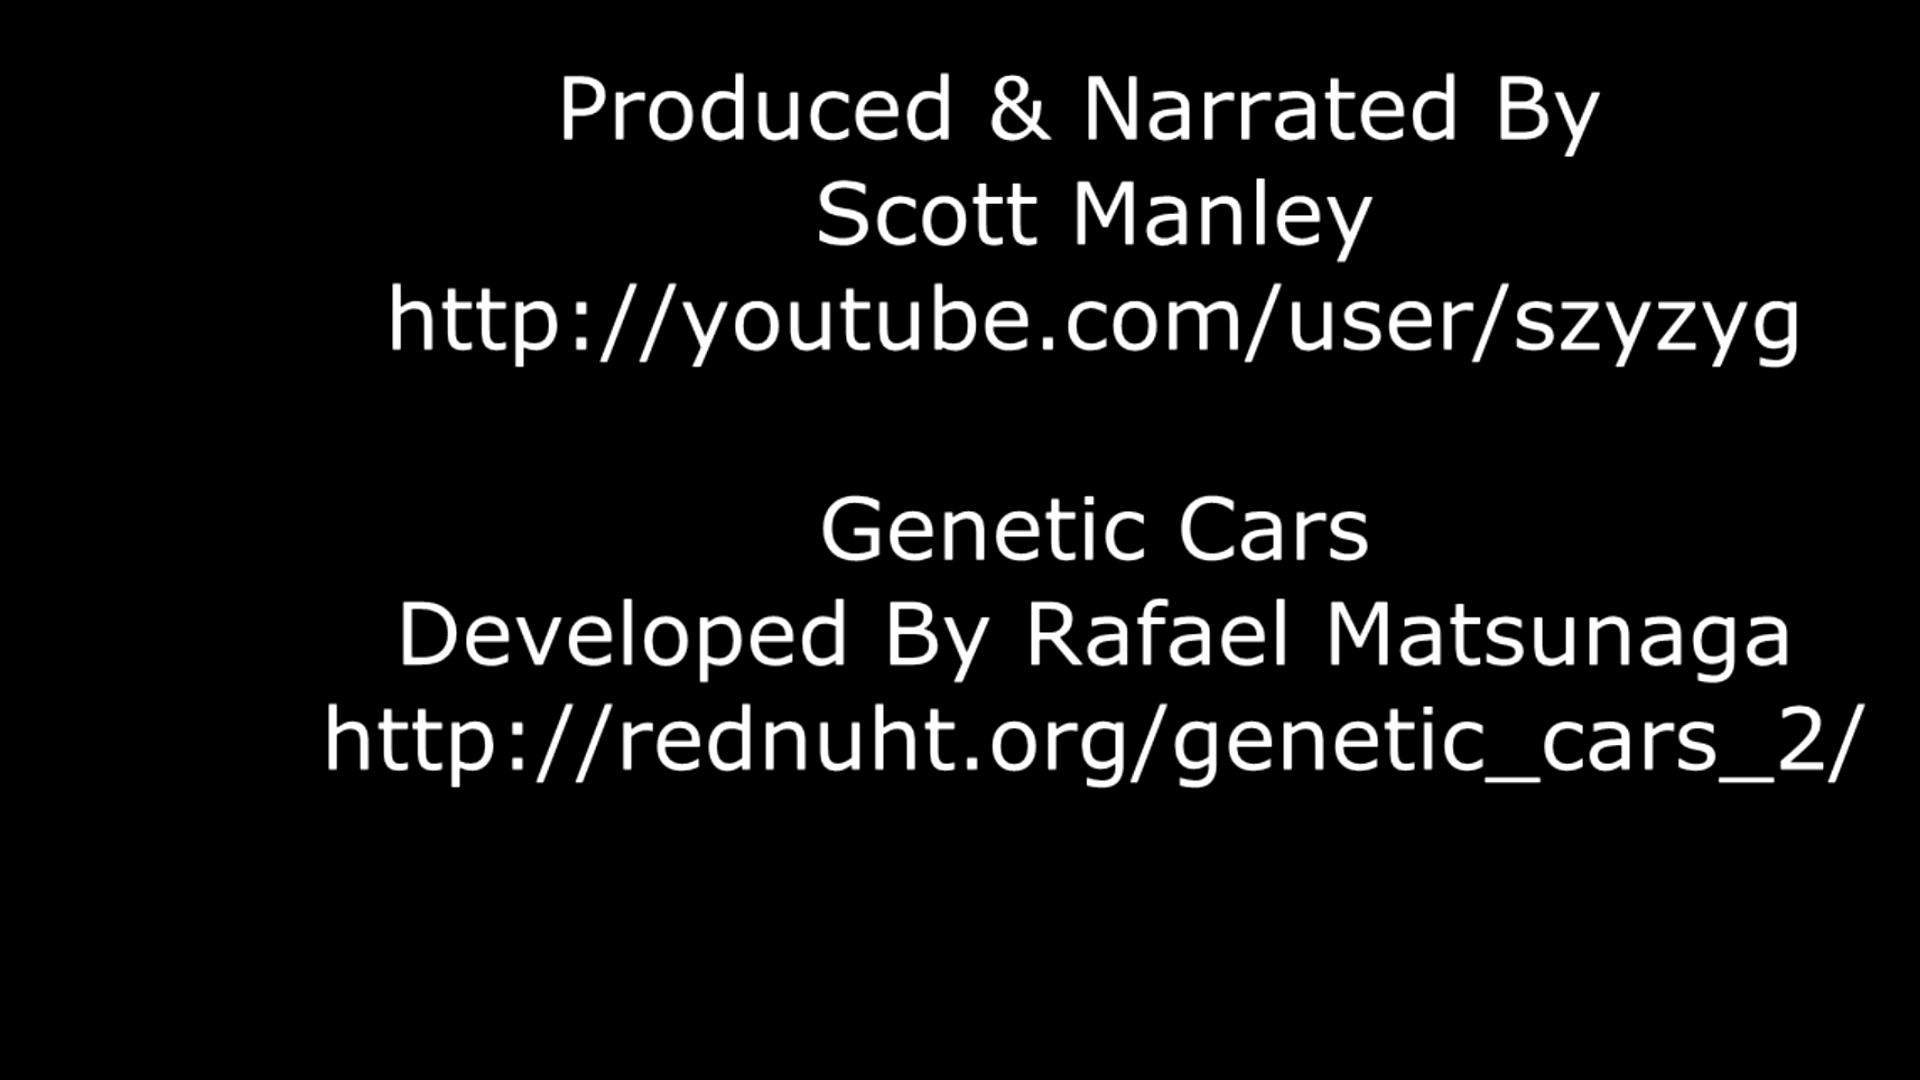 Produced & Narrated By
Scott Manley
http://youtube.com/user/szyzyg
Genetic Cars
Developed By Rafael Matsunaga
http://rednuht.org/genetic_cars_2/